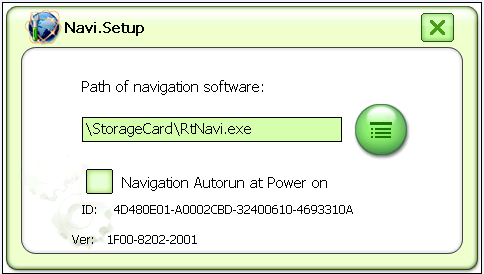 Navi.Setup
Path of navigation software:
\StorageCard\RtNavi.exe
Navigation Autorun at Power on
ID: 4D480E01-A0002CBD-32400610-4693310A
Ver: 1F00-8202-2001